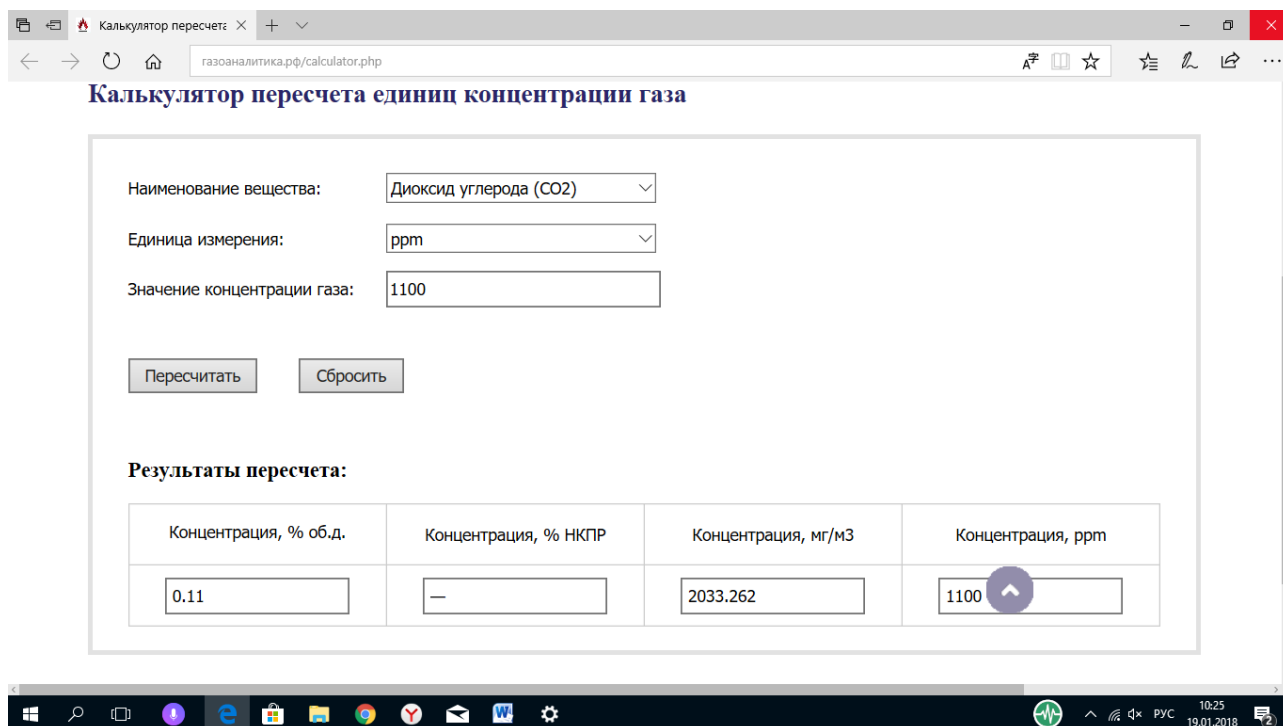 Калькулятор пересчета
газоаналитика.рф/calculator.php
Калькулятор пересчета единиц концентрации газа
Наименование вещества: Диоксид углерода (CO2)
Единица измерения: ppm
Значение концентрации газа: 1100
Пересчитать Сбросить
Результаты пересчета:
Концентрация, % об.д. Концентрация, % НКПР Концентрация, мг/м3 Концентрация, ppm
0.11 — 2033.262 1100
РУС 10:25
19.01.2018 2